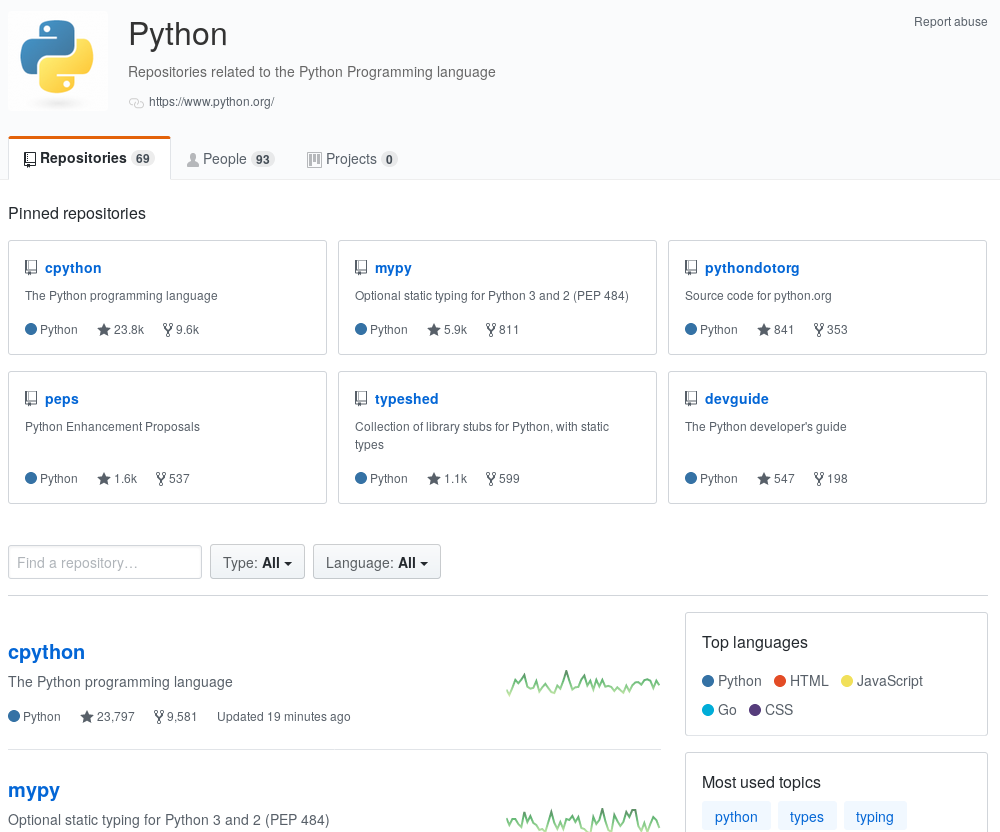 Python
Report abuse
Repositories related to the Python Programming language
https://www.python.org/
Repositories 69 People 93 Projects 0
Pinned repositories
cpython
The Python programming language
Python 23.8k 9.6k
mypy
Optional static typing for Python 3 and 2 (PEP 484)
Python 5.9k 811
pythondotorg
Source code for python.org
Python 841 353
peps
Python Enhancement Proposals
Python 1.6k 537
typeshed
Collection of library stubs for Python, with static
types
Python 1.1k 599
devguide
The Python developer's guide
Python 547 198
Find a repository…
Type: All
Language: All
cpython
The Python programming language
Python 23,797 9,581 Updated 19 minutes ago
mypy
Optional static typing for Python 3 and 2 (PEP 484)
Top languages
Python HTML JavaScript
Go CSS
Most used topics
python types typing